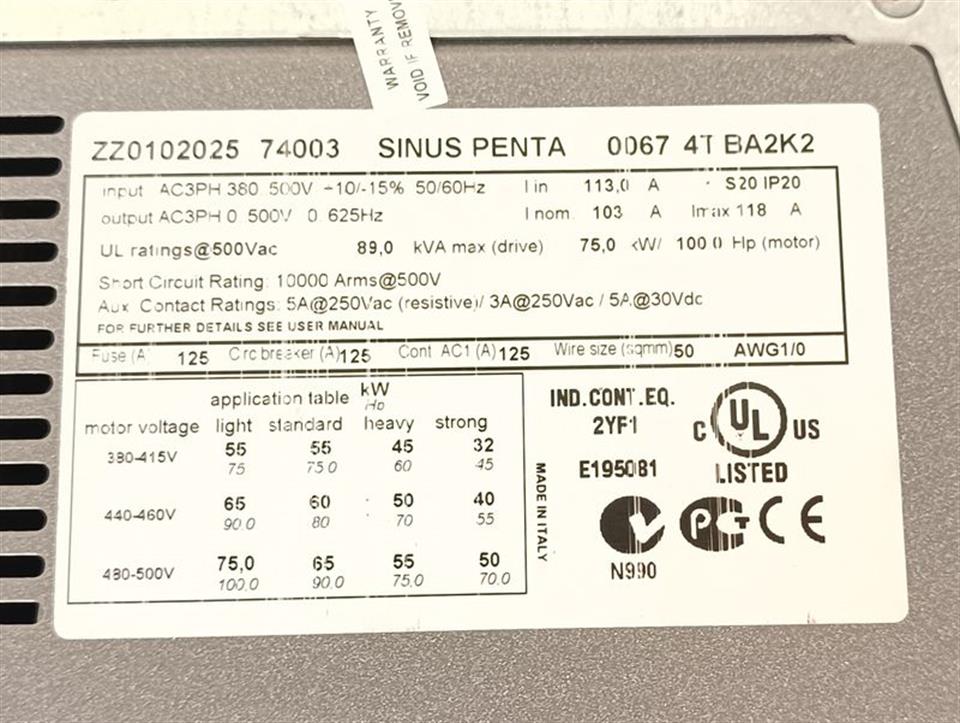 WARRANTY
VOID IF REMOV
ZZ0102025 74003 SINUS PENTA 0067 4T BA2K2
input AC3PH 380 500V +10/-15% 50/60Hz I in 113,0 A S20 IP20
output AC3PH 0 500V 0 625Hz I nom. 103 A Imax 118 A
UL ratings@500Vac 89,0 kVA max (drive) 75,0 kW/ 100 0 Hp (motor)
Short Circuit Rating: 10000 Arms@500V
Aux. Contact Ratings: 5A@250Vac (resistive)/ 3A@250Vac / 5A@30Vdc
FOR FURTHER DETAILS SEE USER MANUAL
Fuse (A) 125 Circ breaker (A)125 Cont AC1 (A) 125 Wire size (sqmm)50 AWG1/0
application table kW
Hp
motor voltage light standard heavy strong
380-415V 55 55 45 32
75 75.0 60 45
440-460V 65 60 50 40
90.0 80 70 55
480-500V 75,0 65 55 50
100.0 90.0 75.0 70.0
MADE IN ITALY
IND.CONT.EQ.
2YF1
E195081
C UL US
LISTED
N990
PCT CE